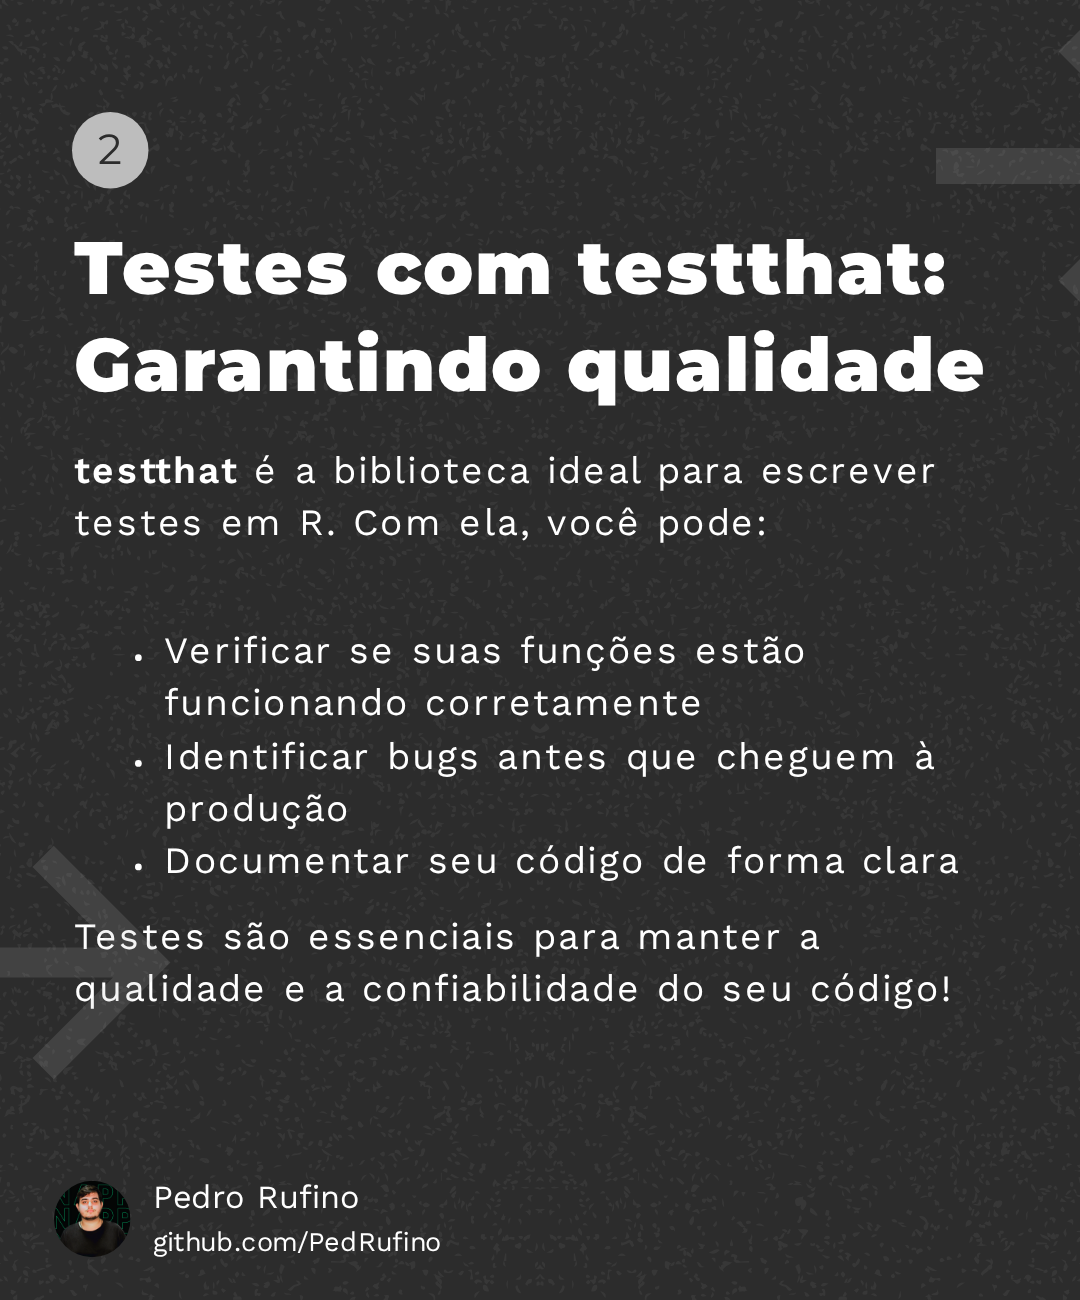 2
Testes com testthat:
Garantindo qualidade
testthat é a biblioteca ideal para escrever
testes em R. Com ela, você pode:
• Verificar se suas funções estão
funcionando corretamente
• Identificar bugs antes que cheguem à
produção
• Documentar seu código de forma clara
Testes são essenciais para manter a
qualidade e a confiabilidade do seu código!
Pedro Rufino
github.com/PedRufino